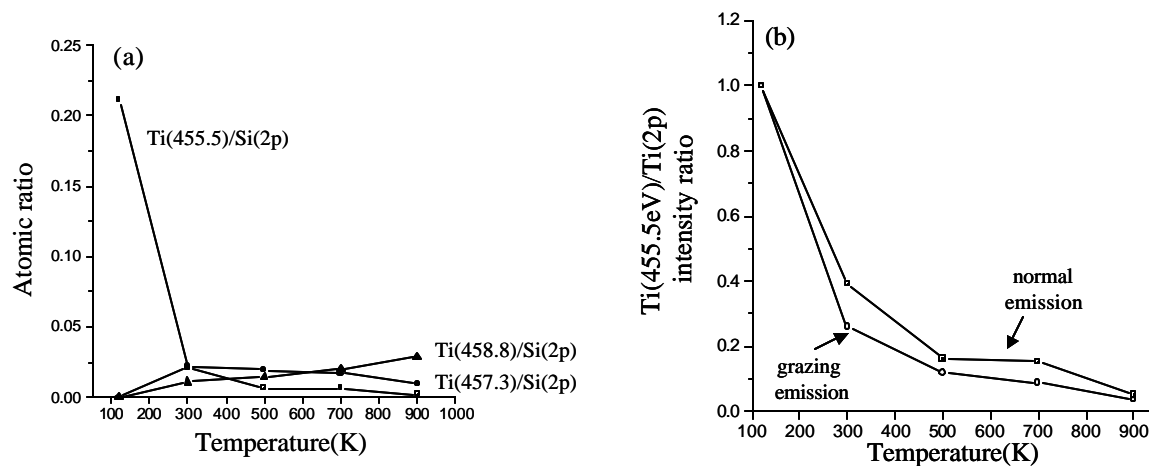 (a)
Atomic ratio
0.25
0.20
0.15
0.10
0.05
0.00
Ti(455.5)/Si(2p)
Ti(458.8)/Si(2p)
Ti(457.3)/Si(2p)
100 200 300 400 500 600 700 800 900 1000
Temperature(K)
(b)
Ti(455.5eV)/Ti(2p)
intensity ratio
1.2
1.0
0.8
0.6
0.4
0.2
0.0
normal
emission
grazing
emission
100 200 300 400 500 600 700 800 900
Temperature(K)